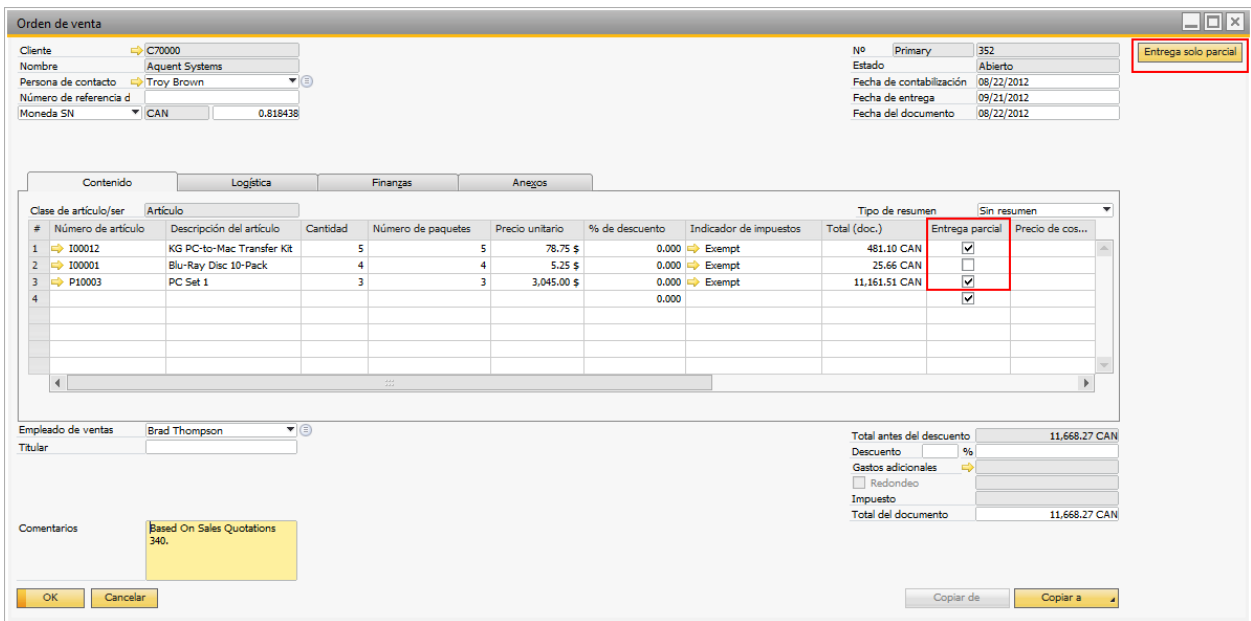 Orden de venta
Cliente C70000
Nombre Aquent Systems
Persona de contacto Troy Brown
Número de referencia d
Moneda SN CAN 0.818438
Nº Primary 352
Estado Abierto
Fecha de contabilización 08/22/2012
Fecha de entrega 09/21/2012
Fecha del documento 08/22/2012
Entrega solo parcial
Contenido Logística Finanzas Anexos
Clase de artículo/ser Artículo Tipo de resumen Sin resumen
# Número de artículo Descripción del artículo Cantidad Número de paquetes Precio unitario % de descuento Indicador de impuestos Total (doc.) Entrega parcial Precio de cos...
1 I00012 KG PC-to-Mac Transfer Kit 5 5 78.75 $ 0.000 Exempt 481.10 CAN
2 I00001 Blu-Ray Disc 10-Pack 4 4 5.25 $ 0.000 Exempt 25.66 CAN
3 P10003 PC Set 1 3 3 3,045.00 $ 0.000 Exempt 11,161.51 CAN
4 0.000
Empleado de ventas Brad Thompson
Titular
Total antes del descuento 11,668.27 CAN
Descuento %
Gastos adicionales
Redondeo
Impuesto
Total del documento 11,668.27 CAN
Comentarios Based On Sales Quotations
340.
OK Cancelar Copiar de Copiar a